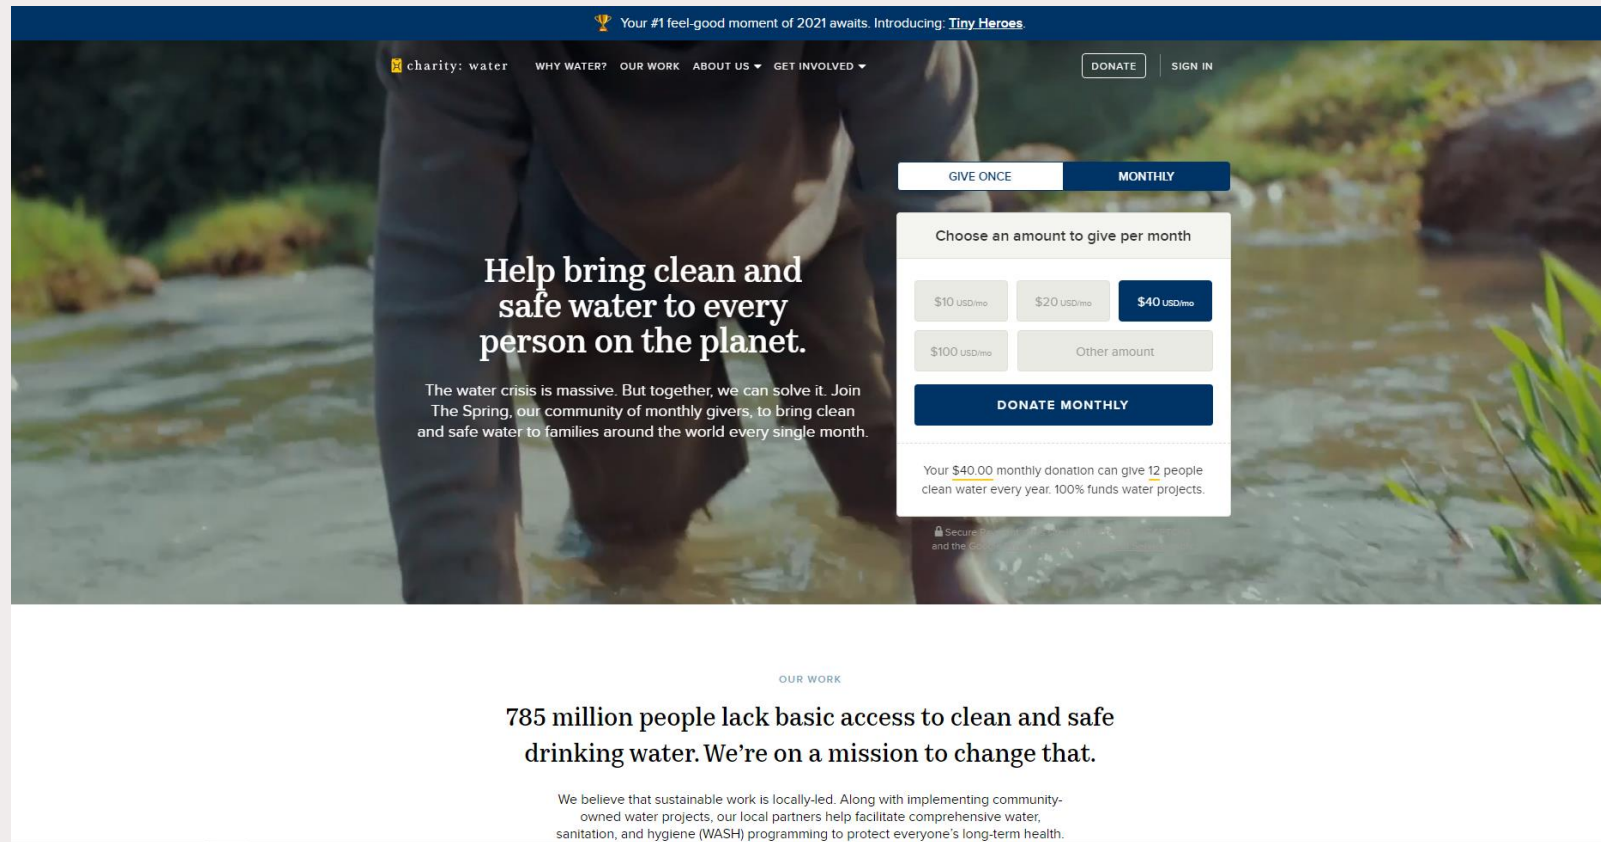 Your #1 feel-good moment of 2021 awaits. Introducing: Tiny Heroes.
charity: water WHY WATER? OUR WORK ABOUT US GET INVOLVED DONATE SIGN IN
GIVE ONCE MONTHLY
Choose an amount to give per month
$10 USD/mo $20 USD/mo $40 USD/mo
$100 USD/mo Other amount
DONATE MONTHLY
Your $40.00 monthly donation can give 12 people
clean water every year. 100% funds water projects.
Secure
and the
Help bring clean and
safe water to every
person on the planet.
The water crisis is massive. But together, we can solve it. Join
The Spring, our community of monthly givers, to bring clean
and safe water to families around the world every single month.
OUR WORK
785 million people lack basic access to clean and safe
drinking water. We’re on a mission to change that.
We believe that sustainable work is locally-led. Along with implementing community-
owned water projects, our local partners help facilitate comprehensive water,
sanitation, and hygiene (WASH) programming to protect everyone’s long-term health.